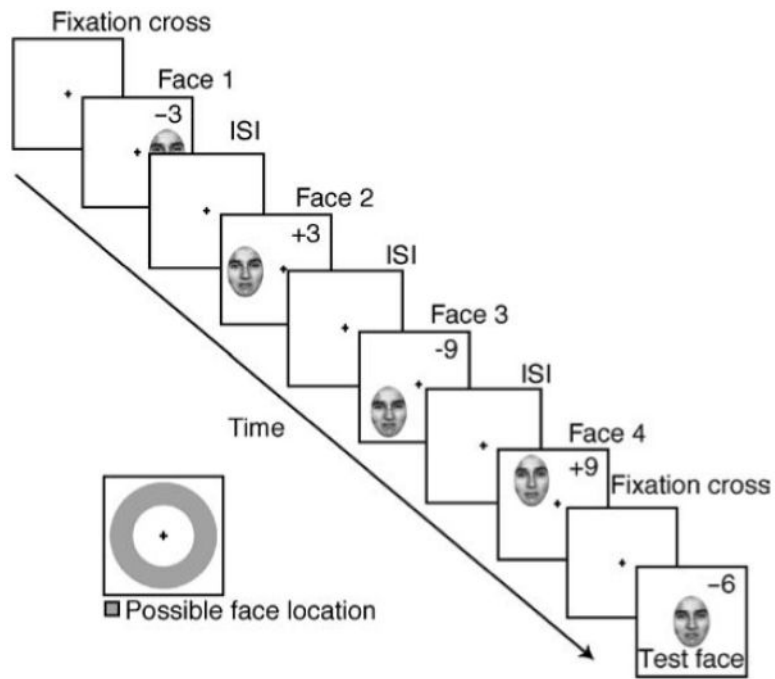 Fixation cross
Face 1
−3
ISI
Face 2
+3
ISI
Face 3
-9
ISI
Face 4
+9
Fixation cross
−6
Test face
Time
Possible face location